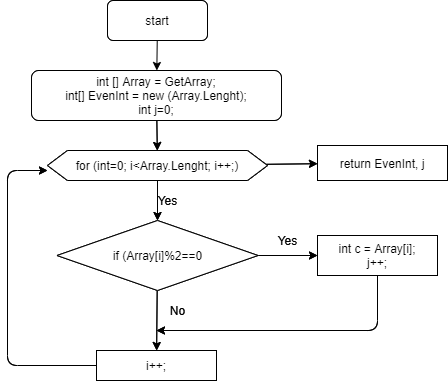 start
int [] Array = GetArray;
int[] EvenInt = new (Array.Lenght);
int j=0;
for (int=0; i<Array.Lenght; i++;)
return EvenInt, j
Yes
if (Array[i]%2==0
Yes
int c = Array[i];
j++;
No
i++;